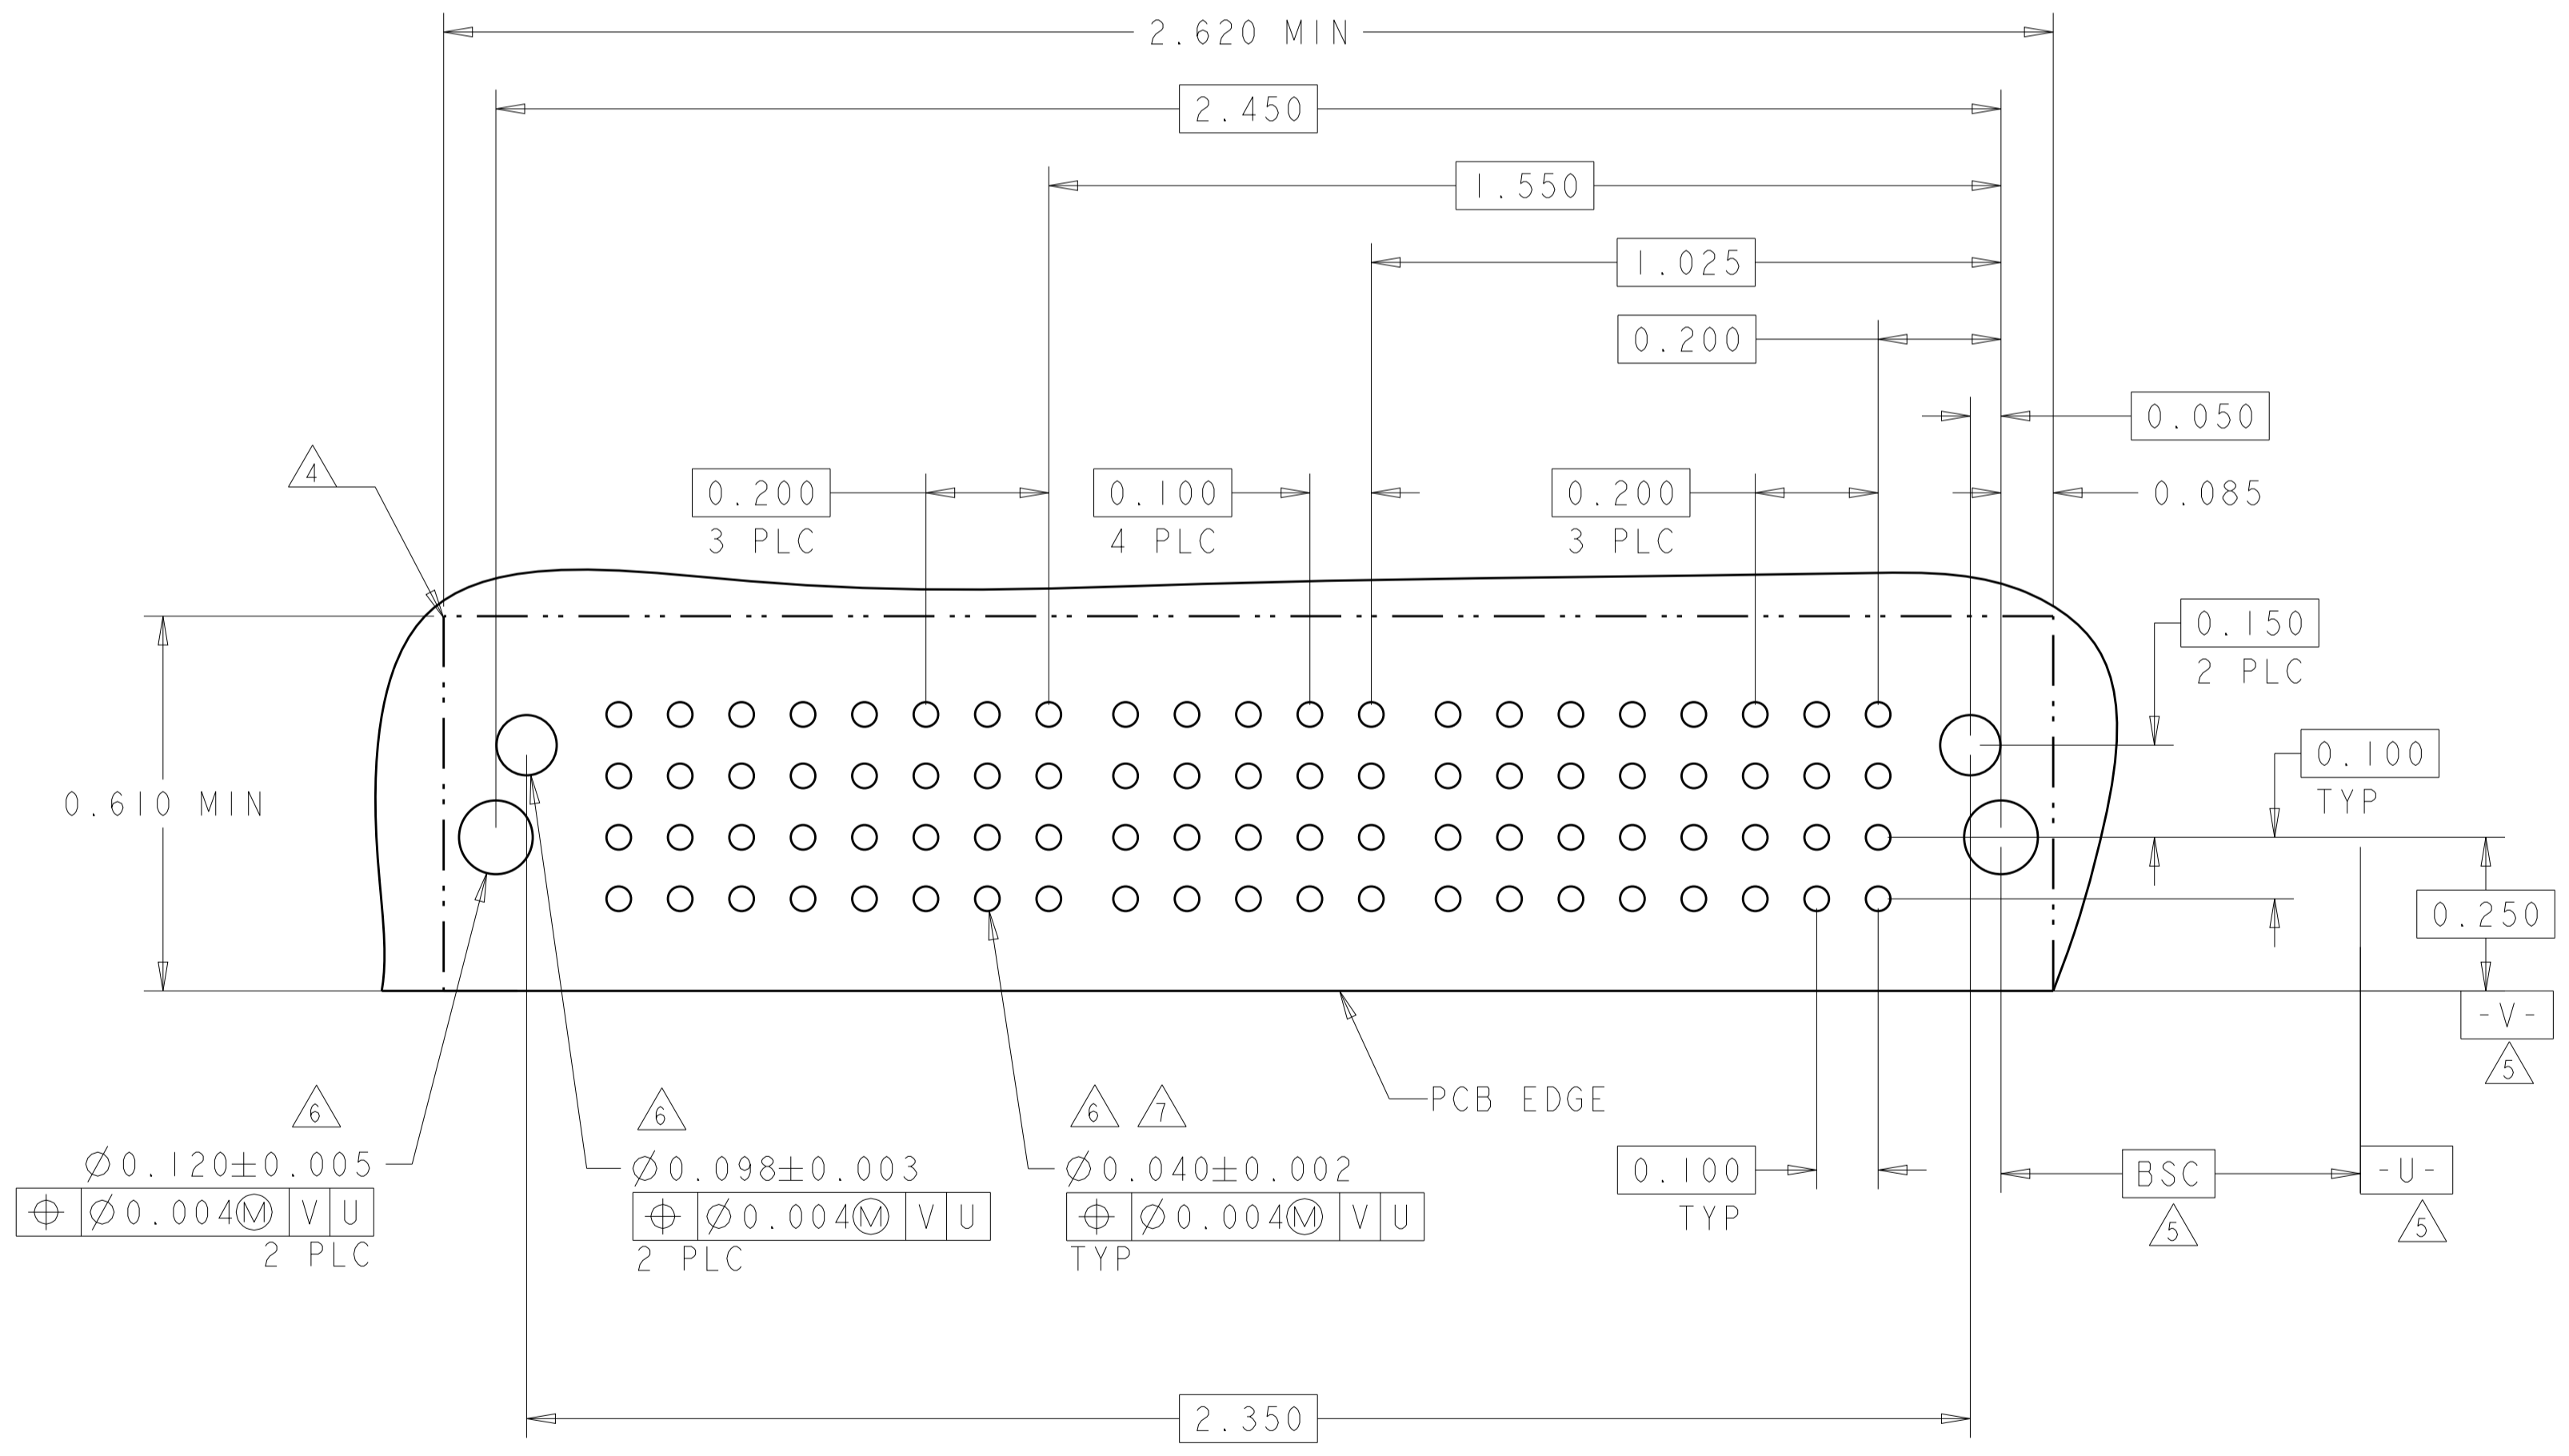 2.620 MIN
2.450
1.550
1.025
0.200
0.050
4
0.200
3 PLC
0.100
4 PLC
0.200
3 PLC
0.085
0.150
2 PLC
0.100
TYP
0.610 MIN
0.250
-V-
5
PCB EDGE
6
Ø0.120±0.005
⌖ Ø0.004Ⓜ V U
2 PLC
6
Ø0.098±0.003
⌖ Ø0.004Ⓜ V U
2 PLC
6 7
Ø0.040±0.002
⌖ Ø0.004Ⓜ V U
TYP
0.100
TYP
BSC
5
-U-
5
2.350